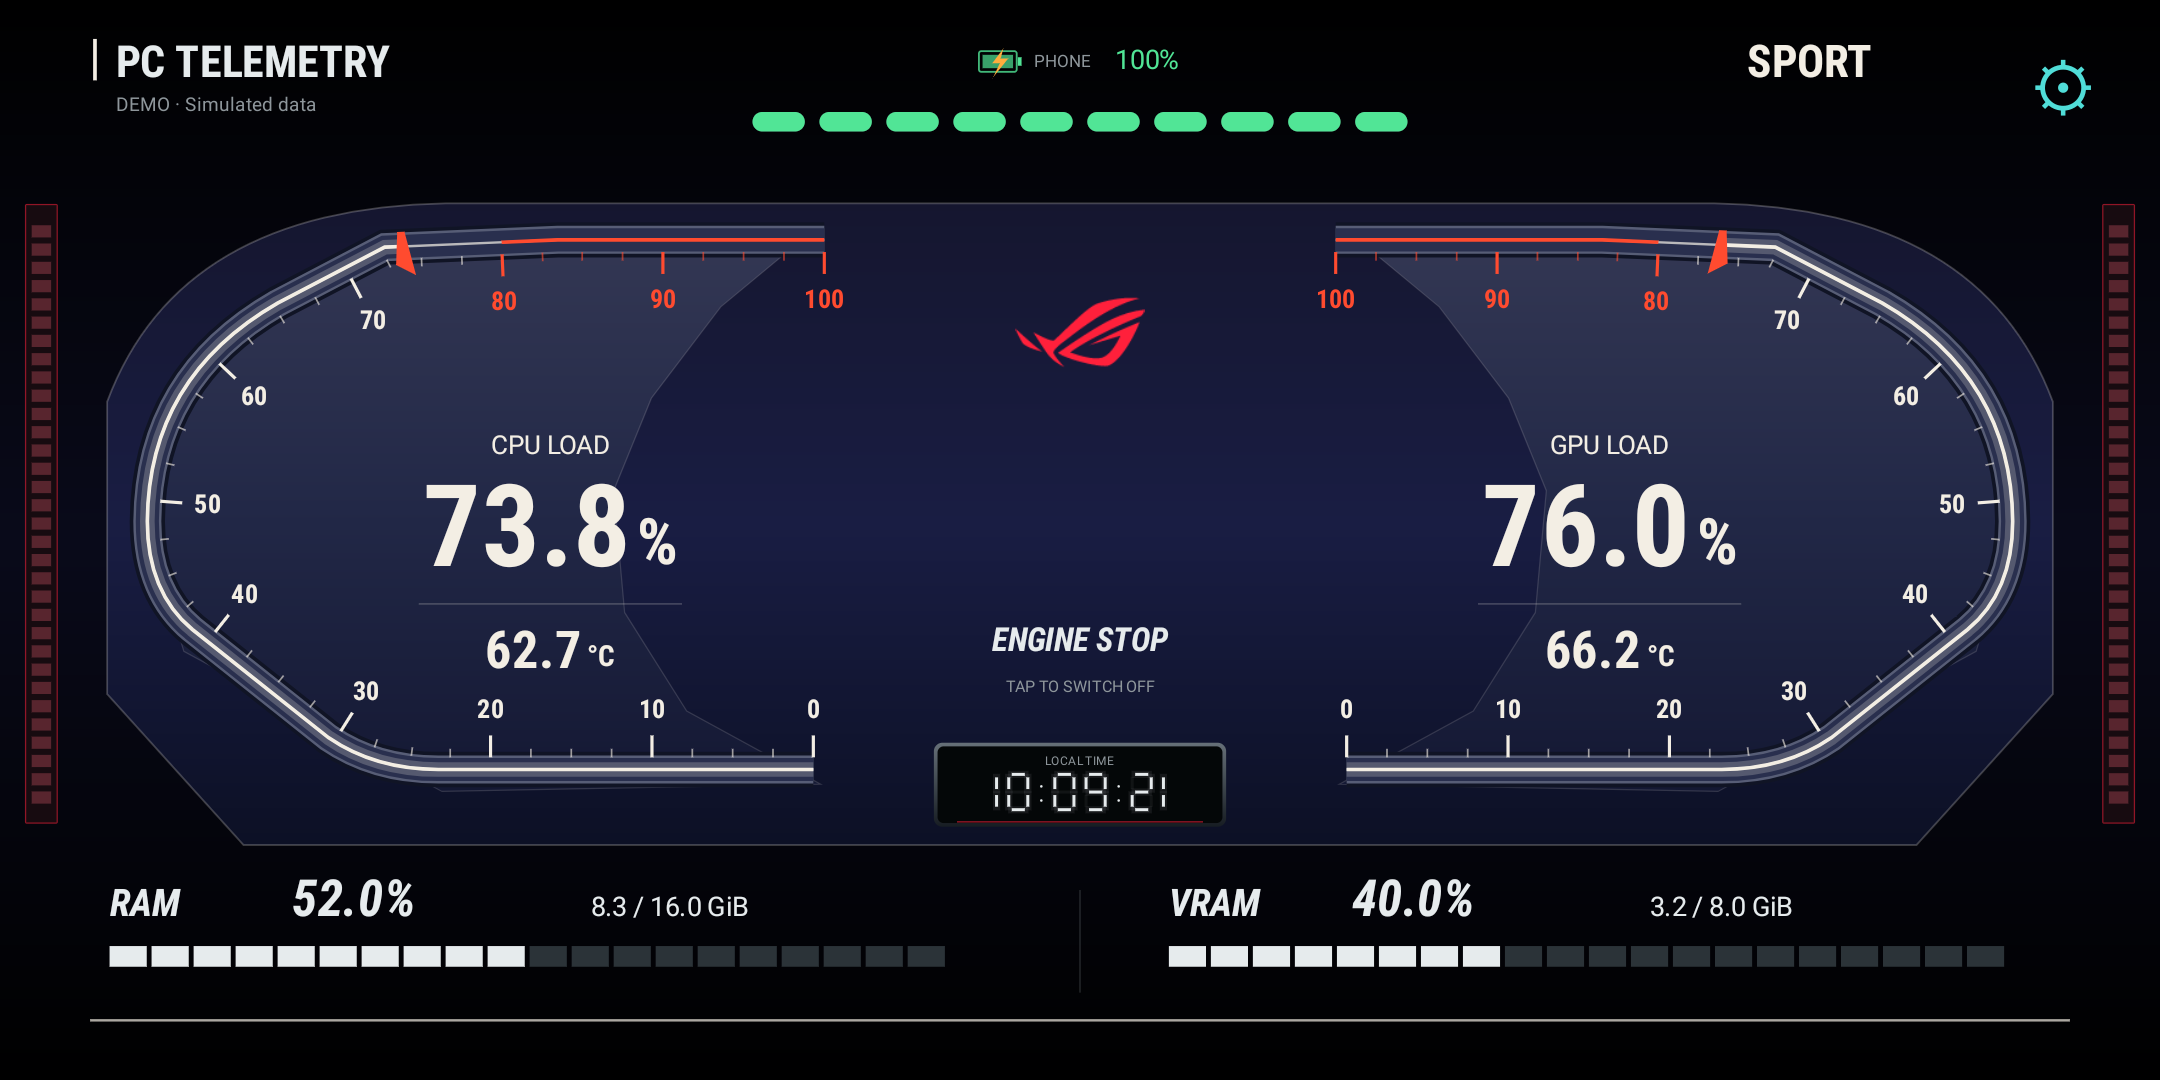 PC TELEMETRY
DEMO · Simulated data
PHONE 100%
SPORT
100
90
80
70
60
50
40
30
20
10
0
CPU LOAD
73.8%
62.7 °C
ENGINE STOP
TAP TO SWITCH OFF
LOCAL TIME
10:09:21
100
90
80
70
60
50
40
30
20
10
0
GPU LOAD
76.0%
66.2 °C
RAM 52.0% 8.3 / 16.0 GiB
VRAM 40.0% 3.2 / 8.0 GiB